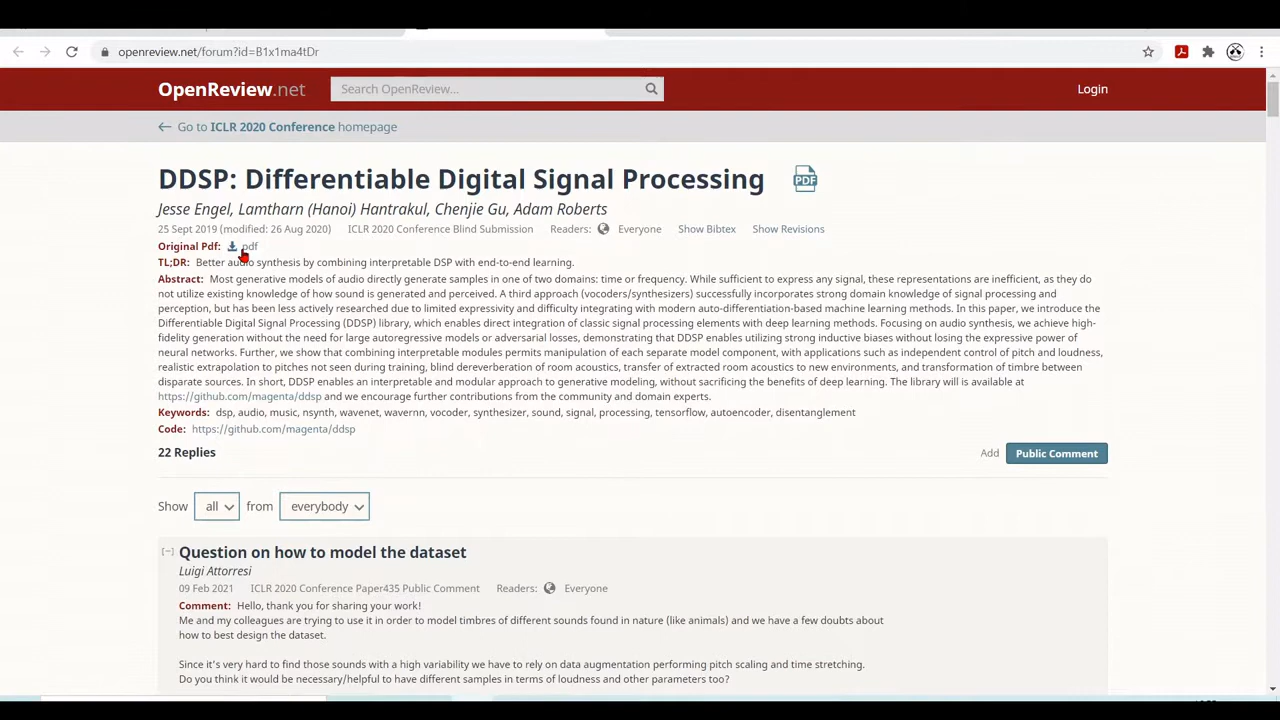 openreview.net/forum?id=B1x1ma4tDr
OpenReview.net
Search OpenReview...
Login
← Go to ICLR 2020 Conference homepage
DDSP: Differentiable Digital Signal Processing
PDF
Jesse Engel, Lamtharn (Hanoi) Hantrakul, Chenjie Gu, Adam Roberts
25 Sept 2019 (modified: 26 Aug 2020) ICLR 2020 Conference Blind Submission Readers: Everyone Show Bibtex Show Revisions
Original Pdf: pdf
TL;DR: Better audio synthesis by combining interpretable DSP with end-to-end learning.
Abstract: Most generative models of audio directly generate samples in one of two domains: time or frequency. While sufficient to express any signal, these representations are inefficient, as they do
not utilize existing knowledge of how sound is generated and perceived. A third approach (vocoders/synthesizers) successfully incorporates strong domain knowledge of signal processing and
perception, but has been less actively researched due to limited expressivity and difficulty integrating with modern auto-differentiation-based machine learning methods. In this paper, we introduce the
Differentiable Digital Signal Processing (DDSP) library, which enables direct integration of classic signal processing elements with deep learning methods. Focusing on audio synthesis, we achieve high-
fidelity generation without the need for large autoregressive models or adversarial losses, demonstrating that DDSP enables utilizing strong inductive biases without losing the expressive power of
neural networks. Further, we show that combining interpretable modules permits manipulation of each separate model component, with applications such as independent control of pitch and loudness,
realistic extrapolation to pitches not seen during training, blind dereverberation of room acoustics, transfer of extracted room acoustics to new environments, and transformation of timbre between
disparate sources. In short, DDSP enables an interpretable and modular approach to generative modeling, without sacrificing the benefits of deep learning. The library will is available at
https://github.com/magenta/ddsp and we encourage further contributions from the community and domain experts.
Keywords: dsp, audio, music, nsynth, wavenet, wavernn, vocoder, synthesizer, sound, signal, processing, tensorflow, autoencoder, disentanglement
Code: https://github.com/magenta/ddsp
22 Replies
Add Public Comment
Show all from everybody
[−] Question on how to model the dataset
Luigi Attorresi
09 Feb 2021 ICLR 2020 Conference Paper435 Public Comment Readers: Everyone
Comment: Hello, thank you for sharing your work!
Me and my colleagues are trying to use it in order to model timbres of different sounds found in nature (like animals) and we have a few doubts about
how to best design the dataset.
Since it's very hard to find those sounds with a high variability we have to rely on data augmentation performing pitch scaling and time stretching.
Do you think it would be necessary/helpful to have different samples in terms of loudness and other parameters too?